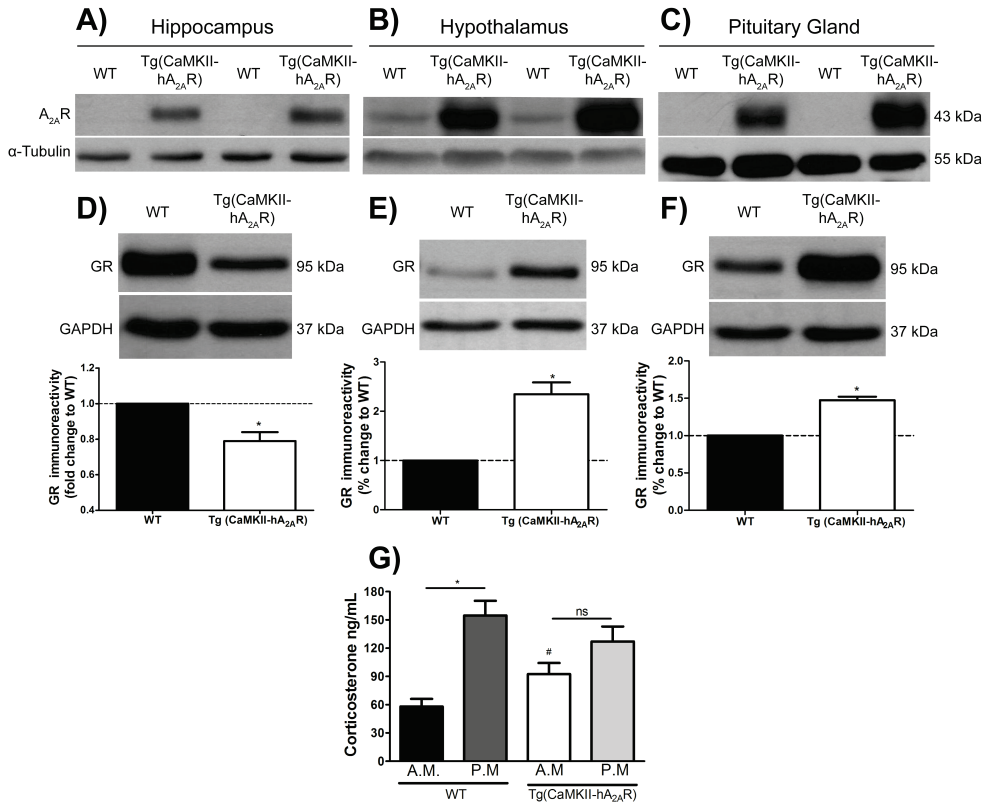 A) Hippocampus
WT Tg(CaMKII-hA2AR) WT Tg(CaMKII-hA2AR)
A2AR
α-Tubulin
B) Hypothalamus
WT Tg(CaMKII-hA2AR) WT Tg(CaMKII-hA2AR)
C) Pituitary Gland
WT Tg(CaMKII-hA2AR) WT Tg(CaMKII-hA2AR)
43 kDa
55 kDa
D)
WT Tg(CaMKII-hA2AR)
GR 95 kDa
GAPDH 37 kDa
GR immunoreactivity
(fold change to WT)
1.2
1.0
0.8
0.6
0.4
*
WT Tg (CaMKII-hA2AR)
E)
WT Tg(CaMKII-hA2AR)
GR 95 kDa
GAPDH 37 kDa
GR immunoreactivity
(% change to WT)
3
2
1
0
*
WT Tg (CaMKII-hA2AR)
F)
WT Tg(CaMKII-hA2AR)
GR 95 kDa
GAPDH 37 kDa
GR immunoreactivity
(% change to WT)
2.0
1.5
1.0
0.5
0.0
*
WT Tg (CaMKII-hA2AR)
G)
Corticosterone ng/mL
180
150
120
90
60
30
0
*
#
ns
A.M. P.M A.M P.M
WT Tg(CaMKII-hA2AR)